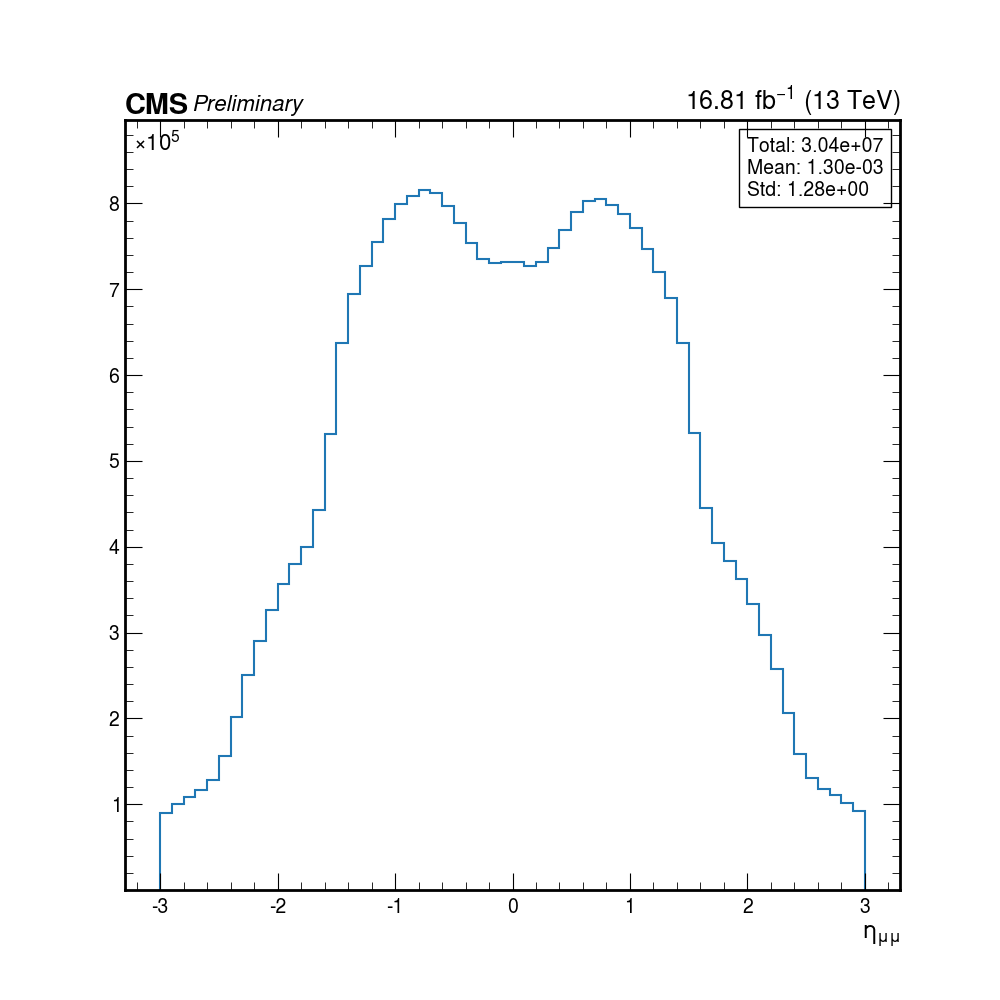 CMS Preliminary
16.81 fb⁻¹ (13 TeV)
×10⁵
Total: 3.04e+07
Mean: 1.30e-03
Std: 1.28e+00
8
7
6
5
4
3
2
1
-3 -2 -1 0 1 2 3
ημμ